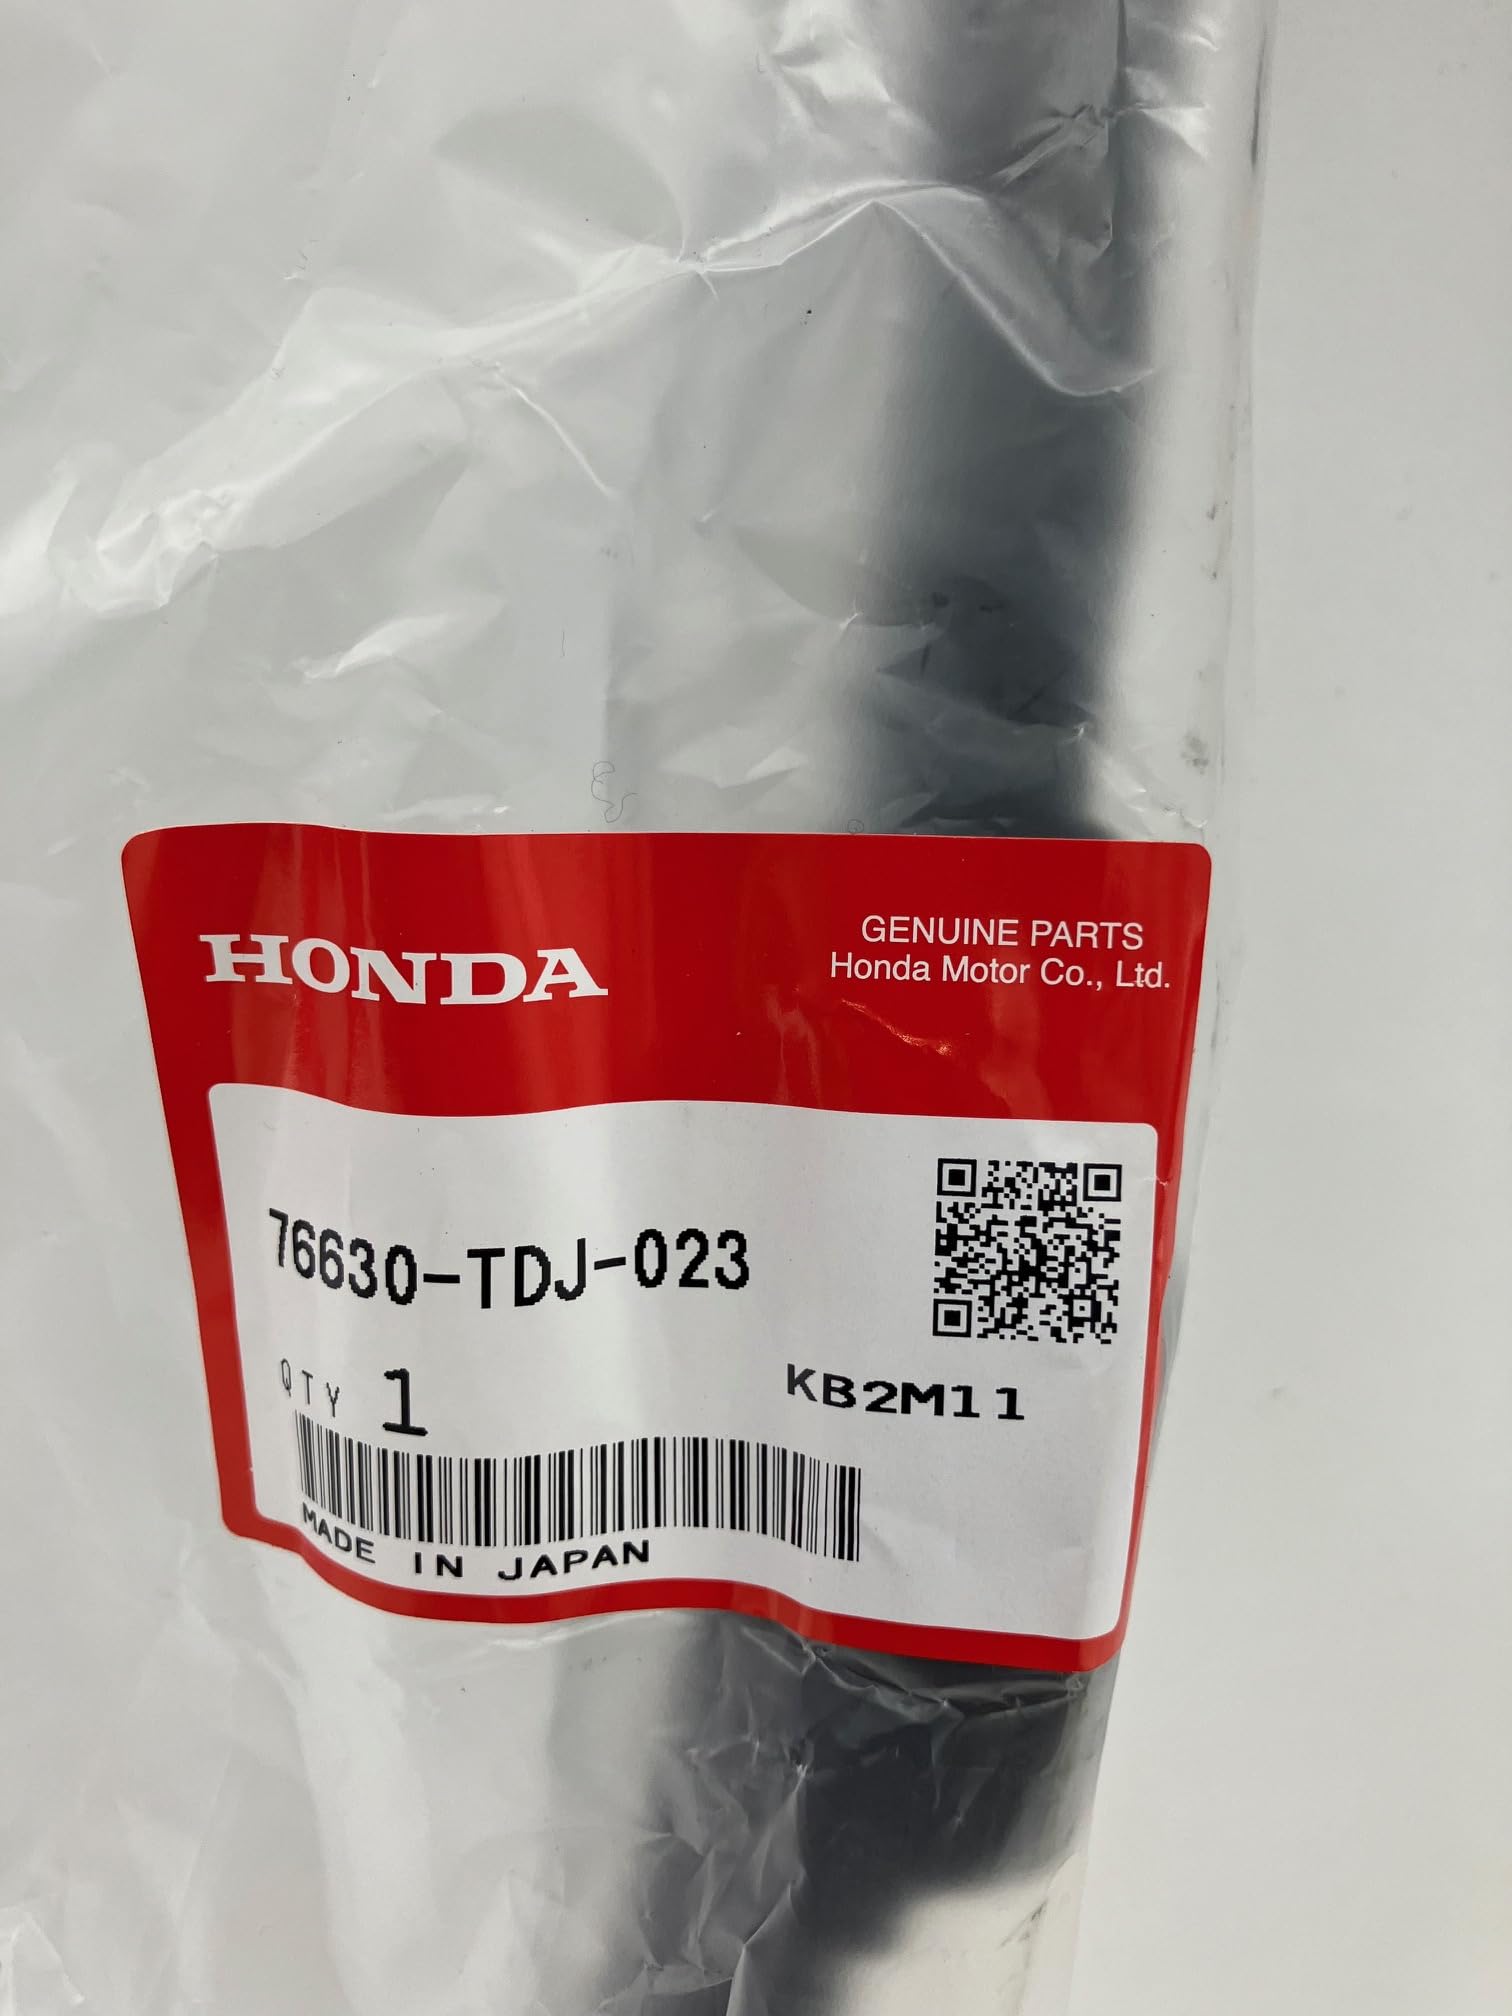 HONDA
GENUINE PARTS
Honda Motor Co., Ltd.
76630-TDJ-023
QTY 1
KB2M11
MADE IN JAPAN